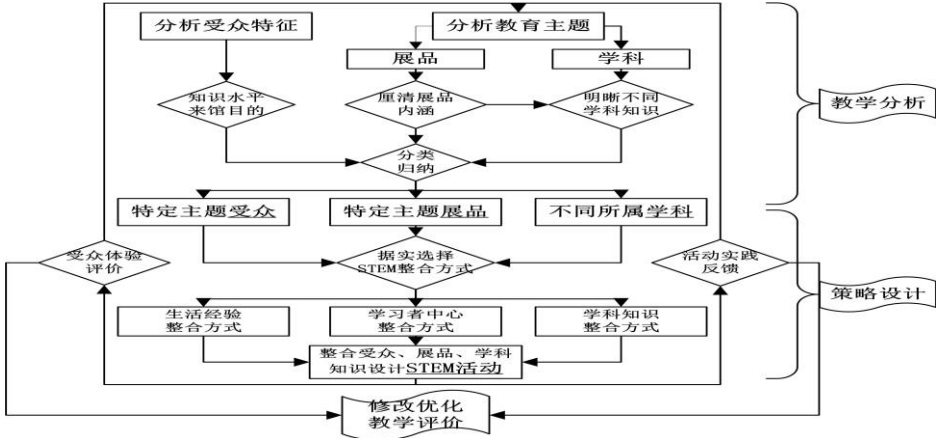 分析受众特征
分析教育主题
展品
学科
知识水平
来馆目的
厘清展品
内涵
明晰不同
学科知识
教学分析
分类
归纳
特定主题受众
特定主题展品
不同所属学科
受众体验
评价
据实选择
STEM整合方式
活动实践
反馈
策略设计
生活经验
整合方式
学习者中心
整合方式
学科知识
整合方式
整合受众、展品、学科
知识设计STEM活动
修改优化
教学评价